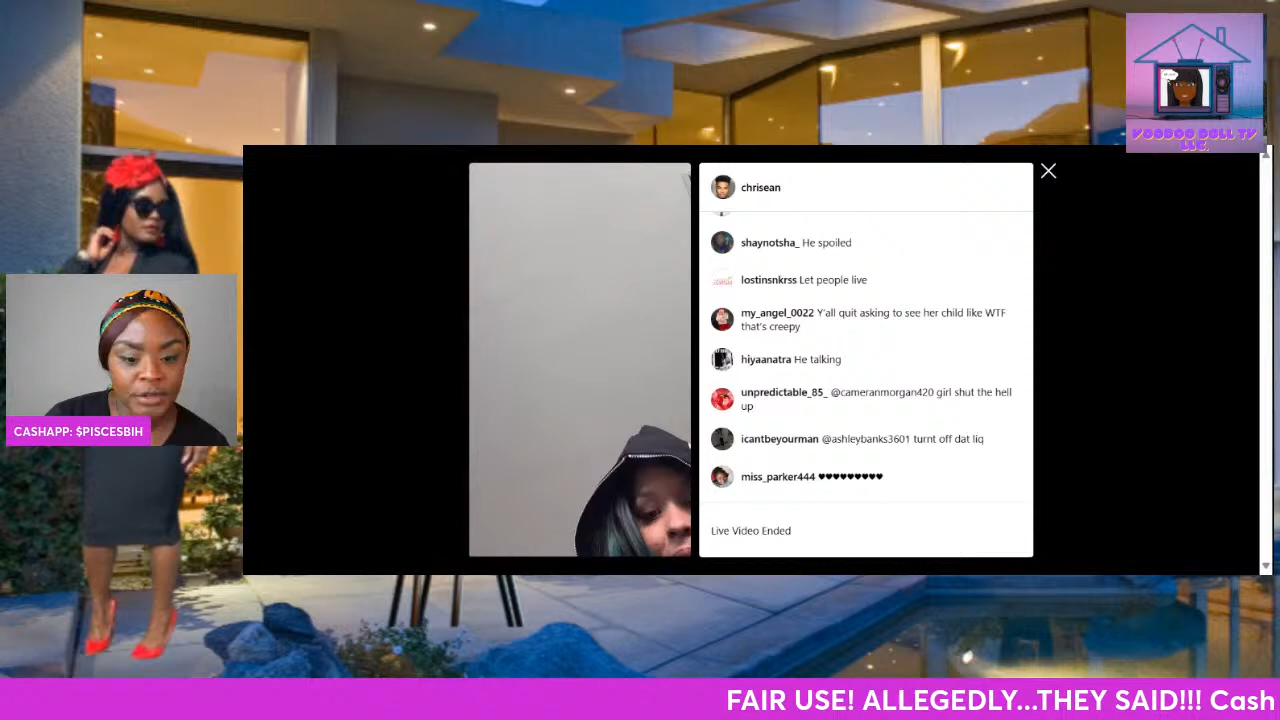 VOODOO DOLL TV
LLC.
chrisean
shaynotsha_ He spoiled
lostinsnkrss Let people live
my_angel_0022 Y'all quit asking to see her child like WTF
that's creepy
hiyaanatra He talking
unpredictable_85_ @cameranmorgan420 girl shut the hell
up
icantbeyourman @ashleybanks3601 turnt off dat liq
miss_parker444 ♥♥♥♥♥♥♥♥♥
Live Video Ended
CASHAPP: $PISCESBIH
FAIR USE! ALLEGEDLY...THEY SAID!!! Cash